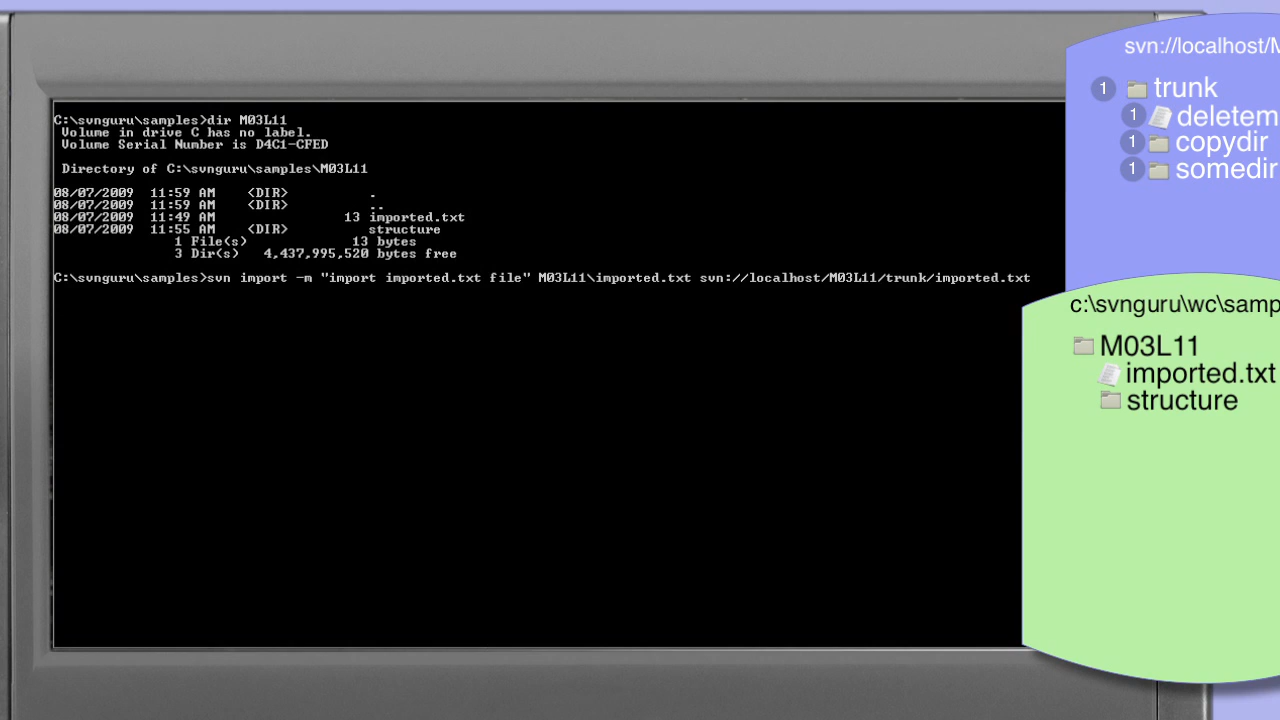 C:\svnguru\samples>dir M03L11
Volume in drive C has no label.
Volume Serial Number is D4C1-CFED
Directory of C:\svnguru\samples\M03L11
08/07/2009 11:59 AM <DIR> .
08/07/2009 11:59 AM <DIR> ..
08/07/2009 11:49 AM 13 imported.txt
08/07/2009 11:55 AM <DIR> structure
1 File(s) 13 bytes
3 Dir(s) 4,437,995,520 bytes free
C:\svnguru\samples>svn import -m "import imported.txt file" M03L11\imported.txt svn://localhost/M03L11/trunk/imported.txt
svn://localhost/M
1 trunk
1 deletem
1 copydir
1 somedir
c:\svnguru\wc\samp
M03L11
imported.txt
structure